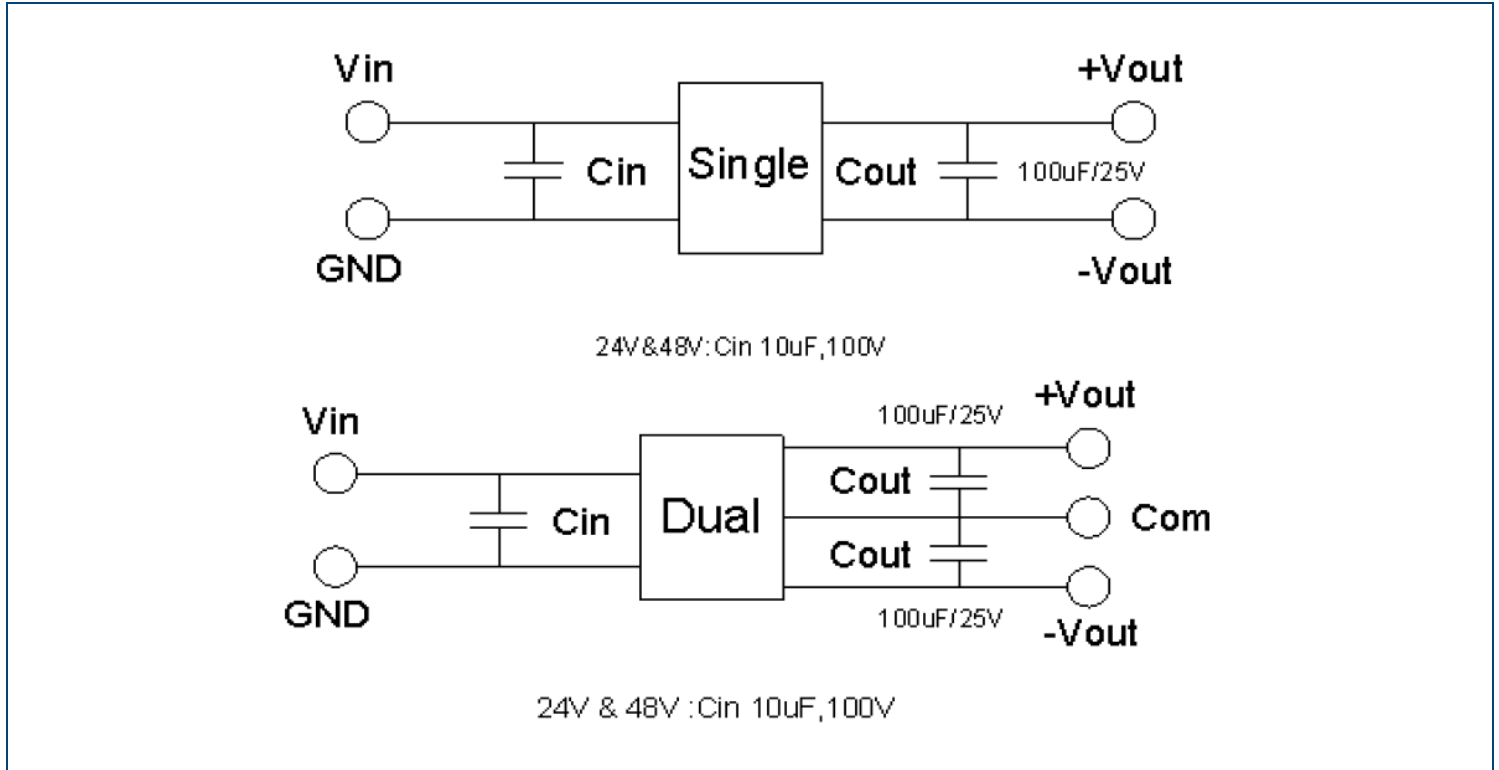 Vin
+Vout
Cin
Single
Cout
100uF/25V
GND
-Vout
24V&48V:Cin 10uF,100V
Vin
100uF/25V
+Vout
Cout
Cin
Dual
Com
Cout
GND
100uF/25V
-Vout
24V & 48V :Cin 10uF,100V